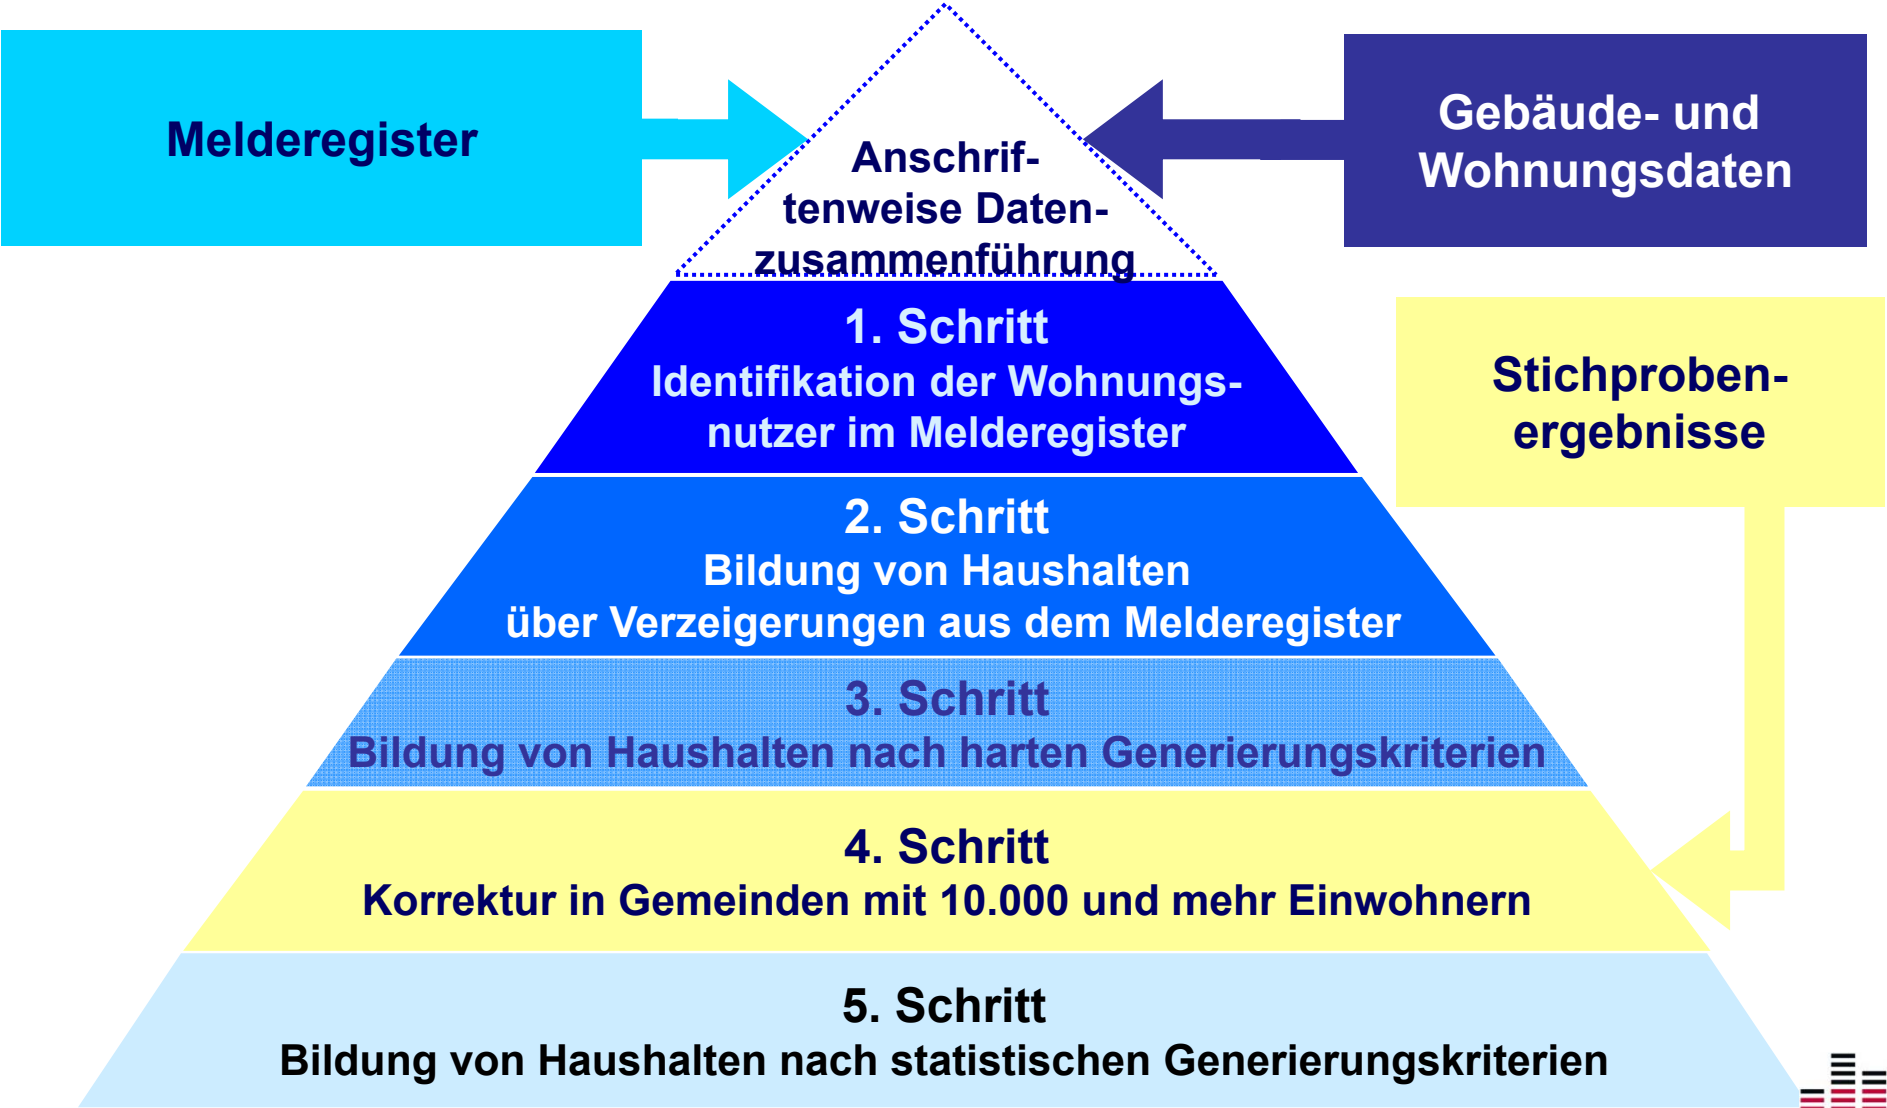 Melderegister
Gebäude- und
Wohnungsdaten
Anschrif-
tenweise Daten-
zusammenführung
1. Schritt
Identifikation der Wohnungs-
nutzer im Melderegister
Stichproben-
ergebnisse
2. Schritt
Bildung von Haushalten
über Verzeigerungen aus dem Melderegister
3. Schritt
Bildung von Haushalten nach harten Generierungskriterien
4. Schritt
Korrektur in Gemeinden mit 10.000 und mehr Einwohnern
5. Schritt
Bildung von Haushalten nach statistischen Generierungskriterien